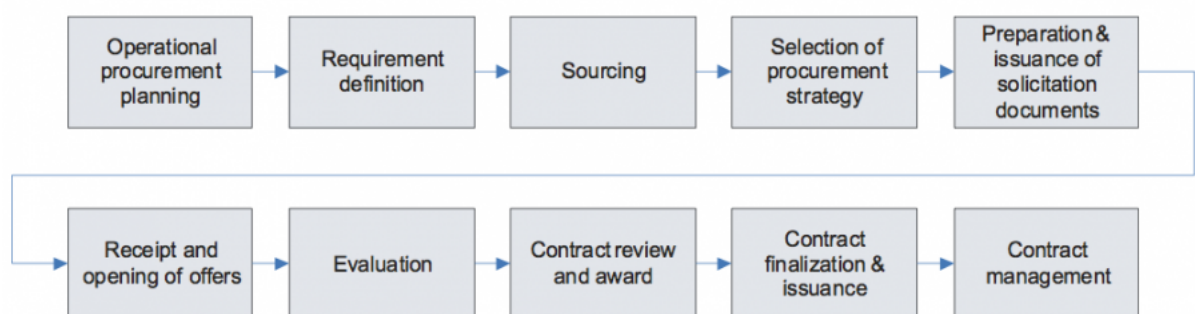 Operational
procurement
planning
Requirement
definition
Sourcing
Selection of
procurement
strategy
Preparation &
issuance of
solicitation
documents
Receipt and
opening of offers
Evaluation
Contract review
and award
Contract
finalization &
issuance
Contract
management